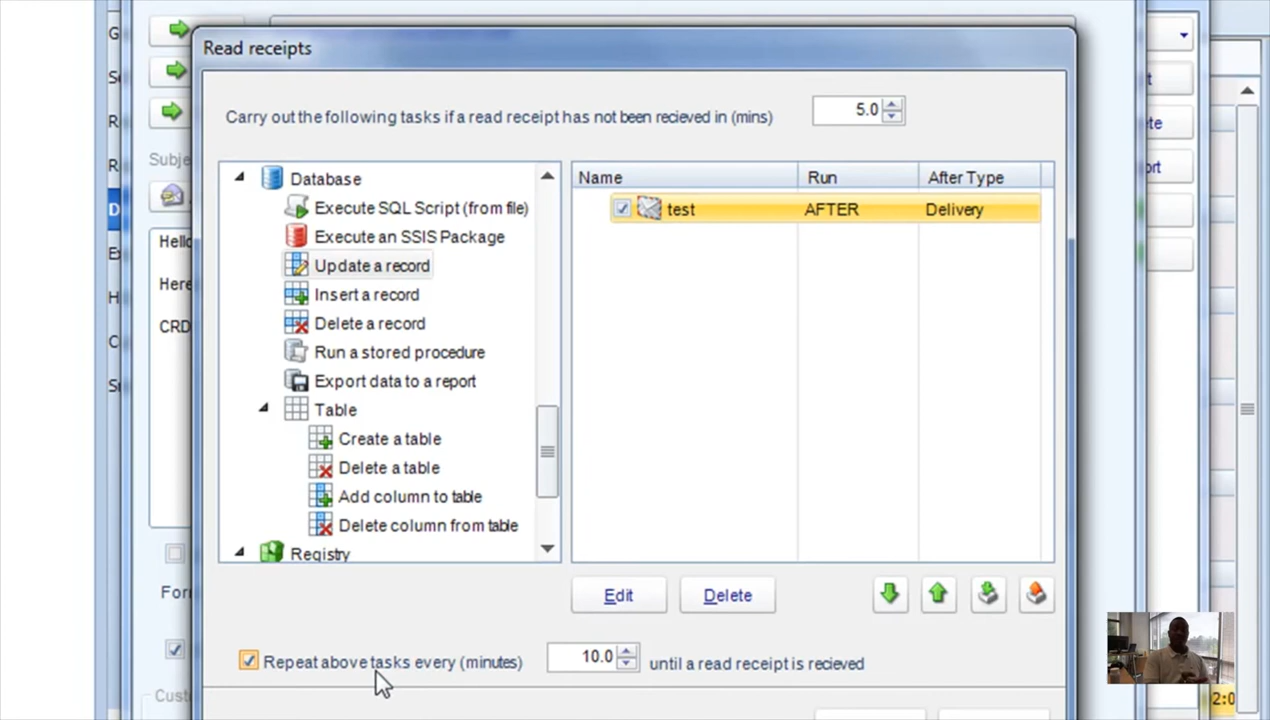 Read receipts
Carry out the following tasks if a read receipt has not been recieved in (mins) 5.0
Database
Execute SQL Script (from file)
Execute an SSIS Package
Update a record
Insert a record
Delete a record
Run a stored procedure
Export data to a report
Table
Create a table
Delete a table
Add column to table
Delete column from table
Registry
Name Run After Type
test AFTER Delivery
Edit Delete
Repeat above tasks every (minutes) 10.0 until a read receipt is recieved
Hello
Here
CRD